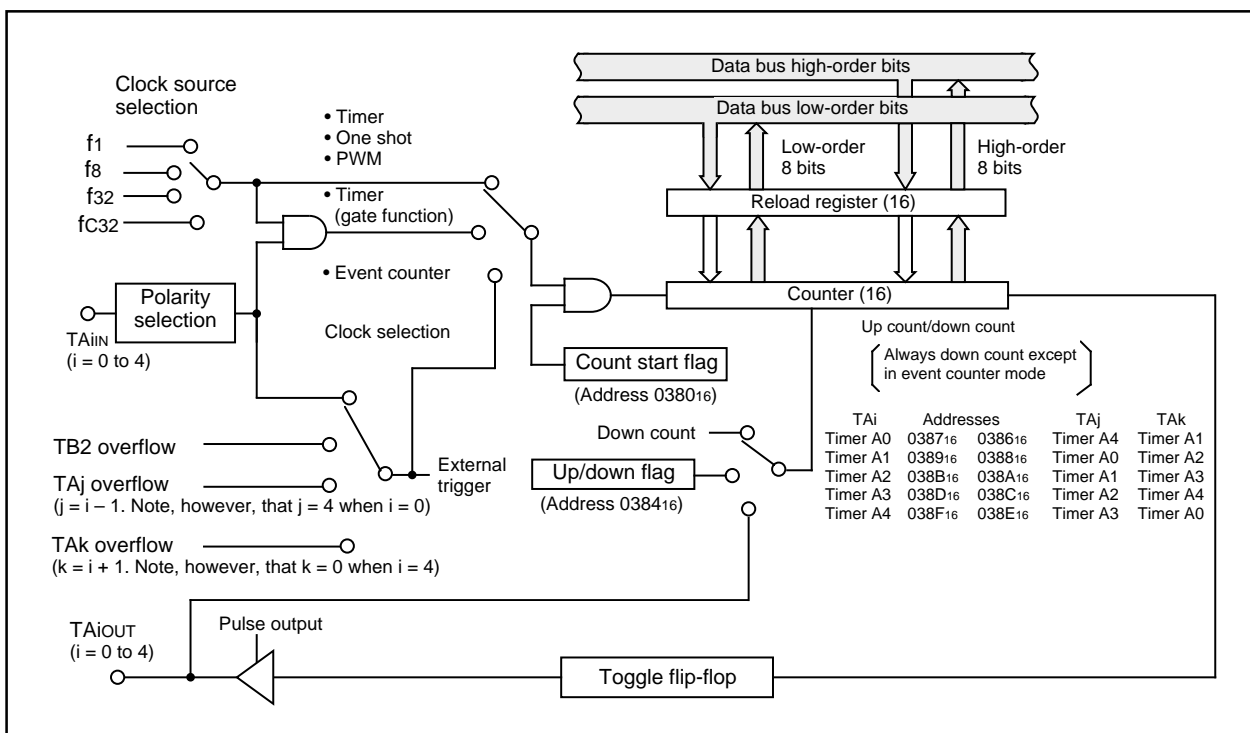 Data bus high-order bits
Data bus low-order bits
Clock source
selection
f1
f8
f32
fC32
• Timer
• One shot
• PWM
• Timer
(gate function)
• Event counter
Clock selection
Low-order
8 bits
High-order
8 bits
Reload register (16)
Counter (16)
Polarity
selection
TAiIN
(i = 0 to 4)
Up count/down count
Always down count except
in event counter mode
Count start flag
(Address 038016)
TB2 overflow
TAj overflow
(j = i – 1. Note, however, that j = 4 when i = 0)
TAk overflow
(k = i + 1. Note, however, that k = 0 when i = 4)
External
trigger
Down count
Up/down flag
(Address 038416)
TAi Addresses TAj TAk
Timer A0 038716 038616 Timer A4 Timer A1
Timer A1 038916 038816 Timer A0 Timer A2
Timer A2 038B16 038A16 Timer A1 Timer A3
Timer A3 038D16 038C16 Timer A2 Timer A4
Timer A4 038F16 038E16 Timer A3 Timer A0
TAiOUT
(i = 0 to 4)
Pulse output
Toggle flip-flop